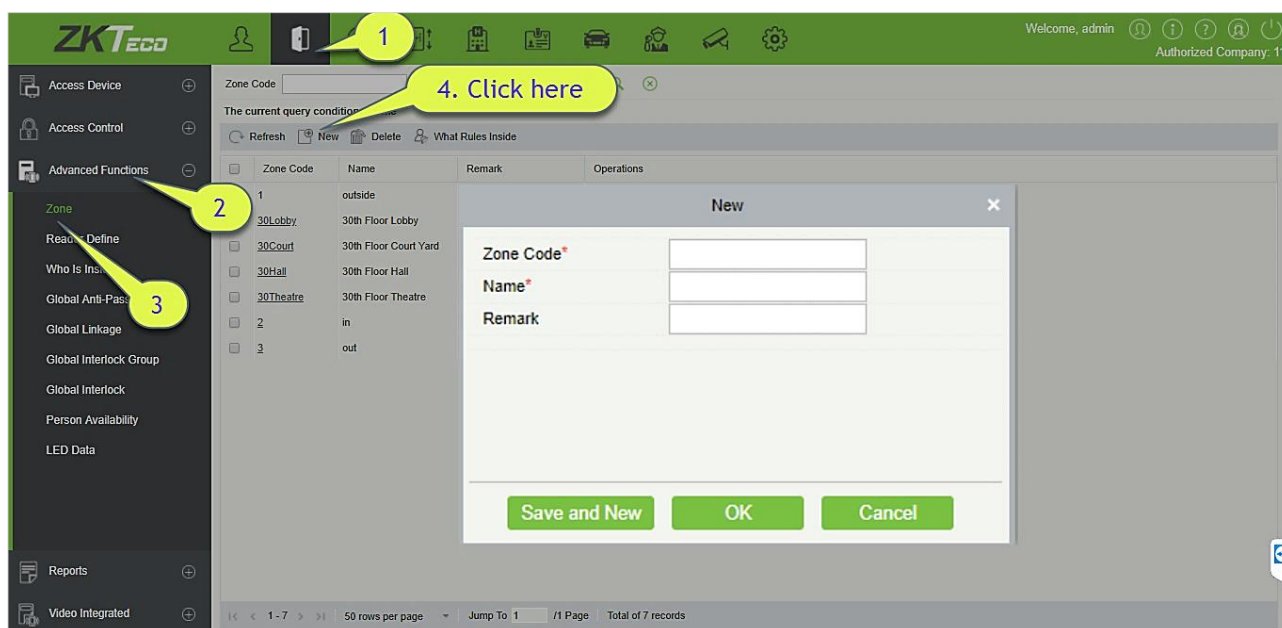 ZKTECO
Welcome, admin
Authorized Company: 1
1
Access Device
Access Control
Advanced Functions
Zone
Reader Define
Who Is Ins
Global Anti-Pass
Global Linkage
Global Interlock Group
Global Interlock
Person Availability
LED Data
Reports
Video Integrated
2
3
Zone Code
4. Click here
The current query condition
Refresh New Delete What Rules Inside
Zone Code Name Remark Operations
1 outside
30Lobby 30th Floor Lobby
30Court 30th Floor Court Yard
30Hall 30th Floor Hall
30Theatre 30th Floor Theatre
2 in
3 out
New
Zone Code*
Name*
Remark
Save and New OK Cancel
1 - 7 50 rows per page Jump To 1 /1 Page Total of 7 records